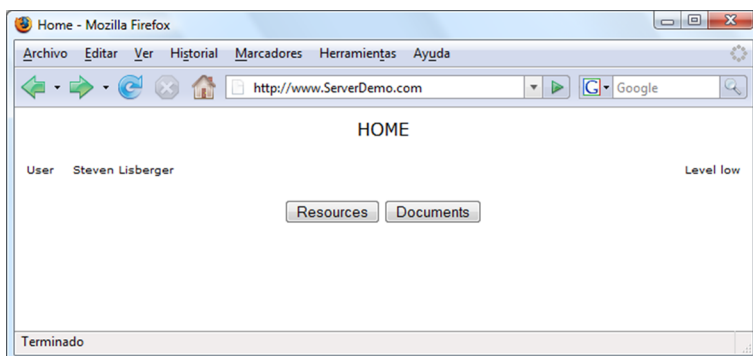 Home - Mozilla Firefox
Archivo Editar Ver Historial Marcadores Herramientas Ayuda
http://www.ServerDemo.com G Google
HOME
User Steven Lisberger Level low
Resources Documents
Terminado